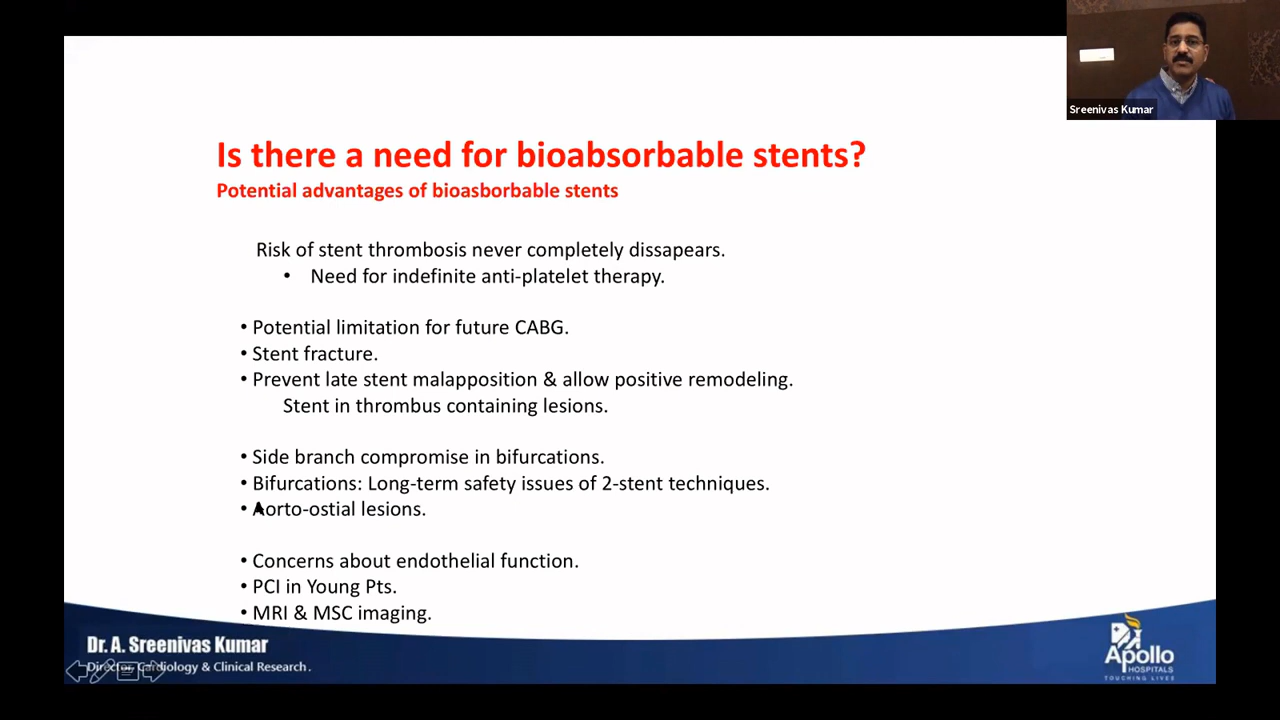 Sreenivas Kumar
Is there a need for bioabsorbable stents?
Potential advantages of bioasborbable stents
Risk of stent thrombosis never completely dissapears.
• Need for indefinite anti-platelet therapy.
• Potential limitation for future CABG.
• Stent fracture.
• Prevent late stent malapposition & allow positive remodeling.
Stent in thrombus containing lesions.
• Side branch compromise in bifurcations.
• Bifurcations: Long-term safety issues of 2-stent techniques.
• Aorto-ostial lesions.
• Concerns about endothelial function.
• PCI in Young Pts.
• MRI & MSC imaging.
Dr. A. Sreenivas Kumar
Director, Cardiology & Clinical Research.
Apollo
HOSPITALS
TOUCHING LIVES